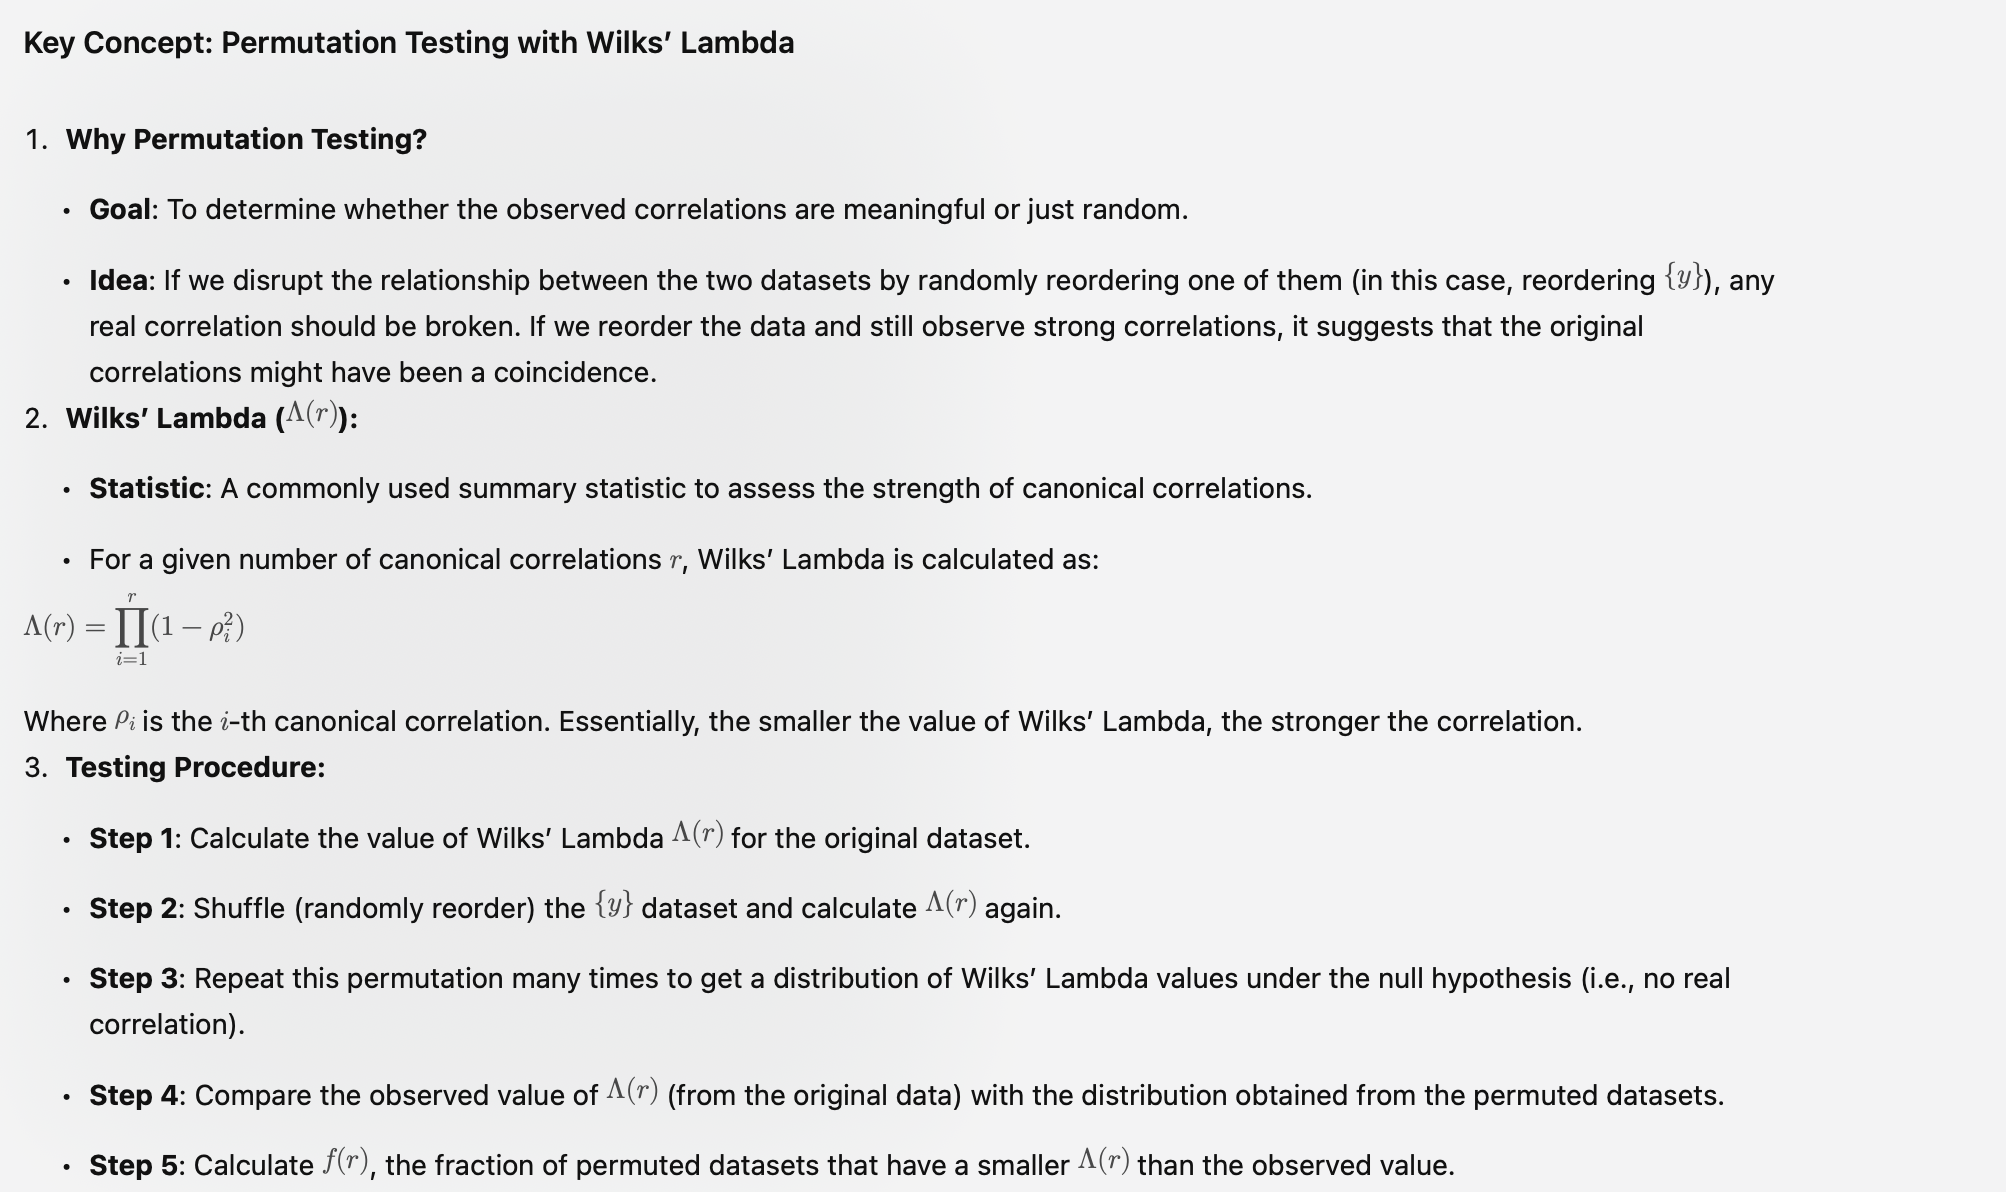 Key Concept: Permutation Testing with Wilks’ Lambda
1. Why Permutation Testing?
• Goal: To determine whether the observed correlations are meaningful or just random.
• Idea: If we disrupt the relationship between the two datasets by randomly reordering one of them (in this case, reordering {y}), any
real correlation should be broken. If we reorder the data and still observe strong correlations, it suggests that the original
correlations might have been a coincidence.
2. Wilks’ Lambda (Λ(r)):
• Statistic: A commonly used summary statistic to assess the strength of canonical correlations.
• For a given number of canonical correlations r, Wilks’ Lambda is calculated as:
Λ(r) = ∏_{i=1}^{r} (1 − ρ_i^2)
Where ρ_i is the i-th canonical correlation. Essentially, the smaller the value of Wilks’ Lambda, the stronger the correlation.
3. Testing Procedure:
• Step 1: Calculate the value of Wilks’ Lambda Λ(r) for the original dataset.
• Step 2: Shuffle (randomly reorder) the {y} dataset and calculate Λ(r) again.
• Step 3: Repeat this permutation many times to get a distribution of Wilks’ Lambda values under the null hypothesis (i.e., no real
correlation).
• Step 4: Compare the observed value of Λ(r) (from the original data) with the distribution obtained from the permuted datasets.
• Step 5: Calculate f(r), the fraction of permuted datasets that have a smaller Λ(r) than the observed value.